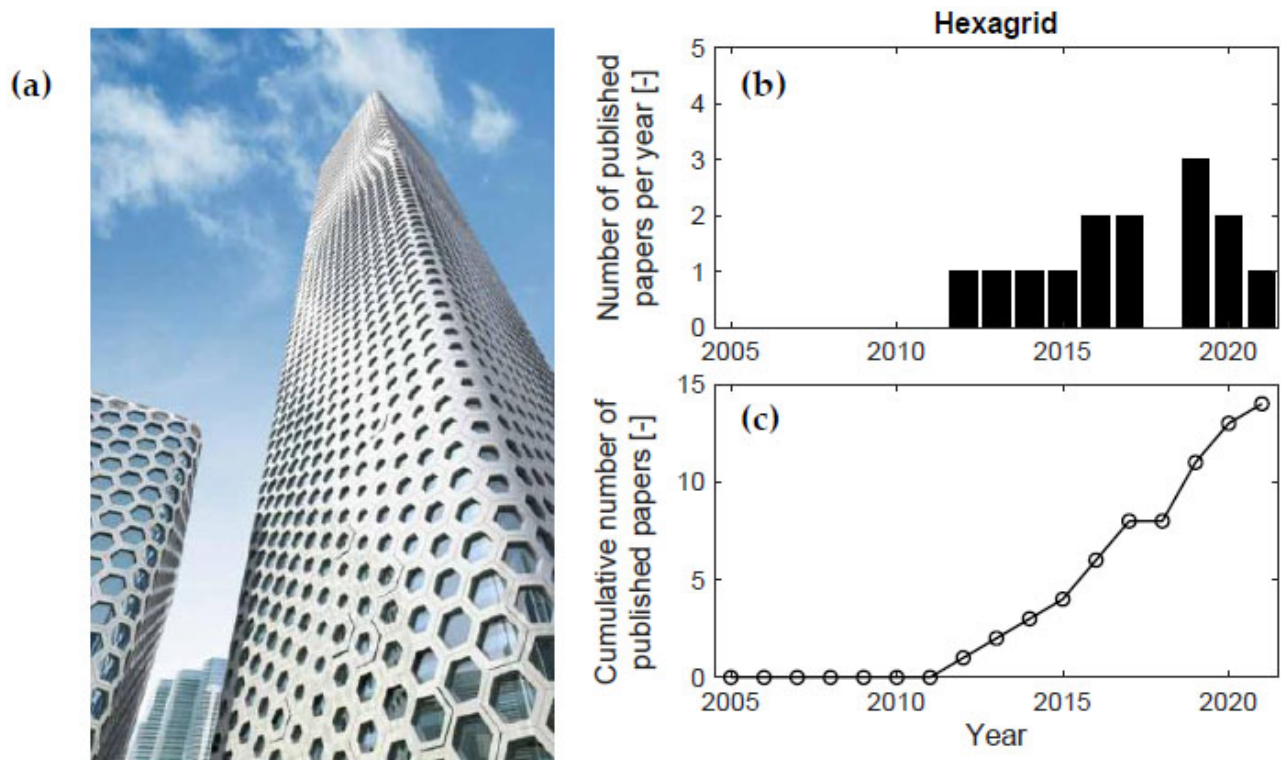 (a)
Hexagrid
(b)
Number of published
papers per year [-]
5
4
3
2
1
0
2005 2010 2015 2020
(c)
Cumulative number of
published papers [-]
15
10
5
0
2005 2010 2015 2020
Year